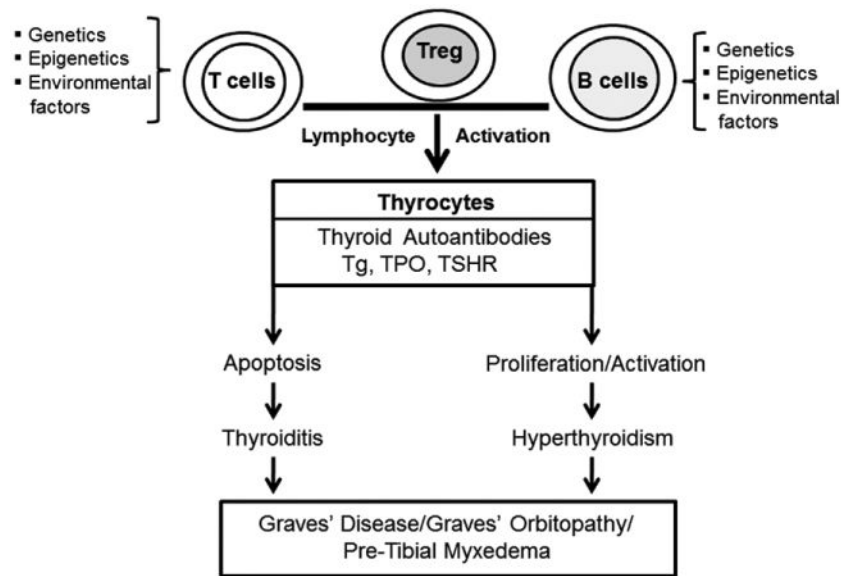 ▪ Genetics
▪ Epigenetics
▪ Environmental
factors
T cells
Treg
B cells
▪ Genetics
▪ Epigenetics
▪ Environmental
factors
Lymphocyte Activation
Thyrocytes
Thyroid Autoantibodies
Tg, TPO, TSHR
Apoptosis
Proliferation/Activation
Thyroiditis
Hyperthyroidism
Graves’ Disease/Graves’ Orbitopathy/
Pre-Tibial Myxedema